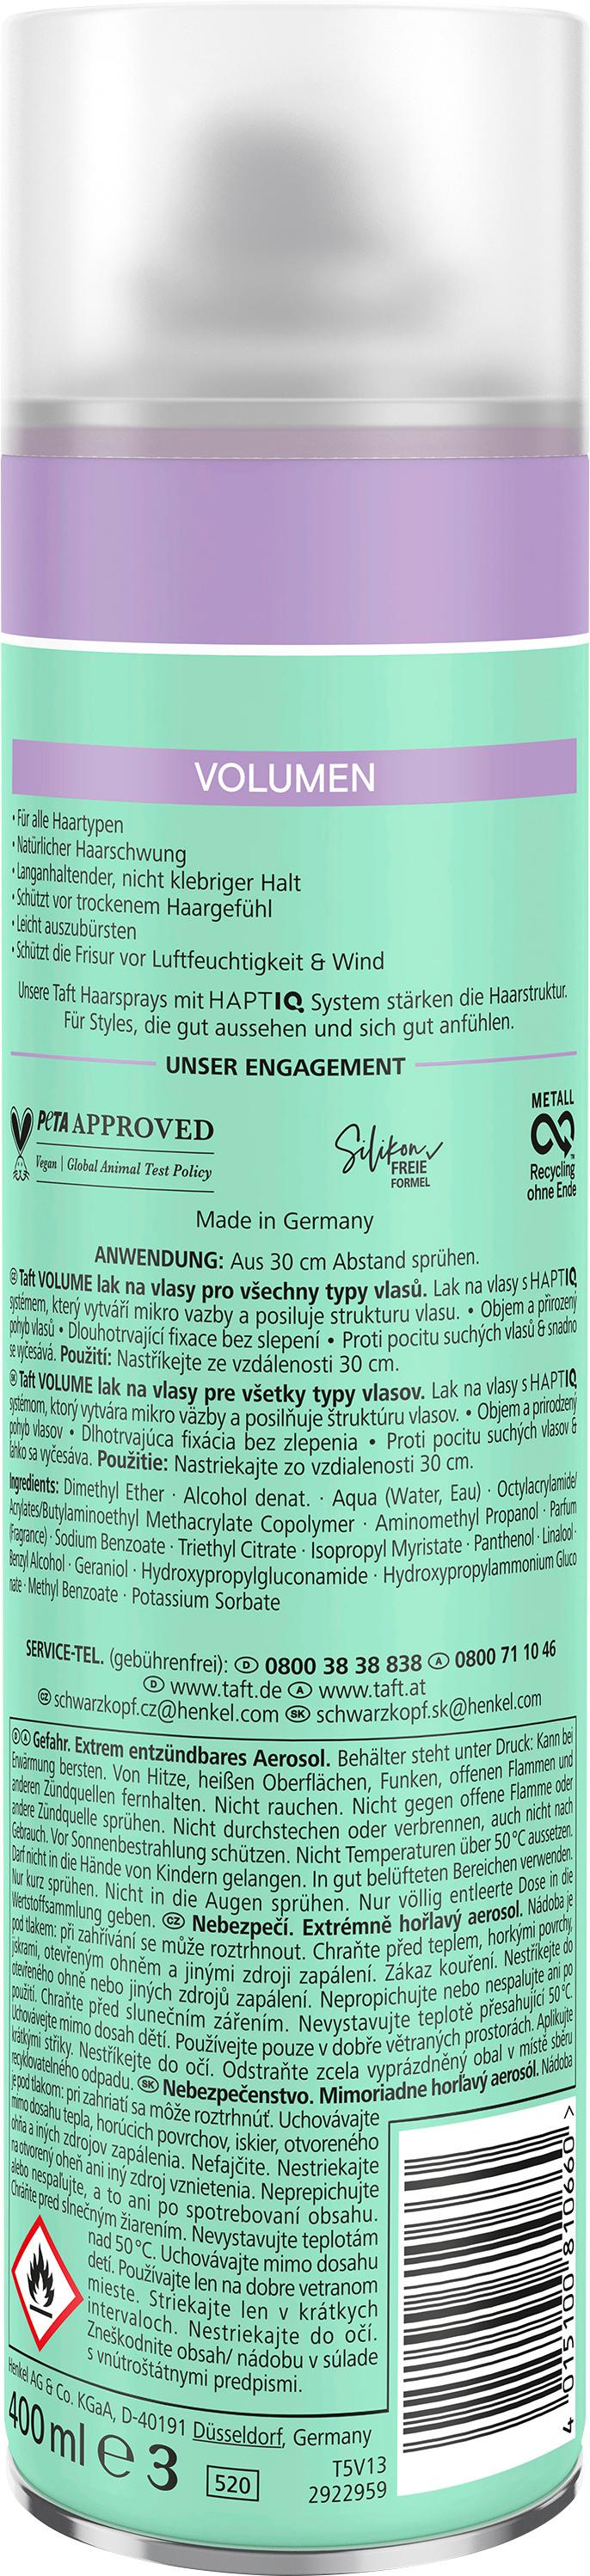 VOLUMEN
• Für alle Haartypen
• Natürlicher Haarschwung
• Langanhaltender, nicht klebriger Halt
• Schützt vor trockenem Haargefühl
• Leicht auszubürsten
• Schützt die Frisur vor Luftfeuchtigkeit & Wind
Unsere Taft Haarsprays mit HAPTIQ System stärken die Haarstruktur.
Für Styles, die gut aussehen und sich gut anfühlen.
UNSER ENGAGEMENT
PETA APPROVED
Vegan | Global Animal Test Policy
Silikon
FREIE
FORMEL
METALL
Recycling
ohne Ende
Made in Germany
ANWENDUNG: Aus 30 cm Abstand sprühen.
CZ Taft VOLUME lak na vlasy pro všechny typy vlasů. Lak na vlasy s HAPTIQ
systémem, který vytváří mikro vazby a posiluje strukturu vlasu. • Objem a přirozený
pohyb vlasů • Dlouhotrvající fixace bez slepení • Proti pocitu suchých vlasů & snadno
se vyčesává. Použití: Nastříkejte ze vzdálenosti 30 cm.
SK Taft VOLUME lak na vlasy pre všetky typy vlasov. Lak na vlasy s HAPTIQ
systémom, ktorý vytvára mikro väzby a posilňuje štruktúru vlasov. • Objem a prirodzený
pohyb vlasov • Dlhotrvajúca fixácia bez zlepenia • Proti pocitu suchých vlasov &
ľahko sa vyčesáva. Použitie: Nastriekajte zo vzdialenosti 30 cm.
Ingredients: Dimethyl Ether · Alcohol denat. · Aqua (Water, Eau) · Octylacrylamide/
Acrylates/Butylaminoethyl Methacrylate Copolymer · Aminomethyl Propanol · Parfum
(Fragrance) · Sodium Benzoate · Triethyl Citrate · Isopropyl Myristate · Panthenol · Linalool ·
Benzyl Alcohol · Geraniol · Hydroxypropylgluconamide · Hydroxypropylammonium Gluco
nate · Methyl Benzoate · Potassium Sorbate
SERVICE-TEL. (gebührenfrei): D 0800 38 38 838 A 0800 71 10 46
D www.taft.de A www.taft.at
CZ schwarzkopf.cz@henkel.com SK schwarzkopf.sk@henkel.com
D A Gefahr. Extrem entzündbares Aerosol. Behälter steht unter Druck: Kann bei
Erwärmung bersten. Von Hitze, heißen Oberflächen, Funken, offenen Flammen und
anderen Zündquellen fernhalten. Nicht rauchen. Nicht gegen offene Flamme oder
andere Zündquelle sprühen. Nicht durchstechen oder verbrennen, auch nicht nach
Gebrauch. Vor Sonnenbestrahlung schützen. Nicht Temperaturen über 50°C aussetzen.
Darf nicht in die Hände von Kindern gelangen. In gut belüfteten Bereichen verwenden.
Nur kurz sprühen. Nicht in die Augen sprühen. Nur völlig entleerte Dose in die
Wertstoffsammlung geben. CZ Nebezpečí. Extrémně hořlavý aerosol. Nádoba je
pod tlakem: při zahřívání se může roztrhnout. Chraňte před teplem, horkými povrchy,
jiskrami, otevřeným ohněm a jinými zdroji zapálení. Zákaz kouření. Nestříkejte do
otevřeného ohně nebo jiných zdrojů zapálení. Nepropichujte nebo nespalujte ani po
použití. Chraňte před slunečním zářením. Nevystavujte teplotě přesahující 50°C.
Uchovávejte mimo dosah dětí. Používejte pouze v dobře větraných prostorách. Aplikujte
krátkými střiky. Nestříkejte do očí. Odstraňte zcela vyprázdněný obal v místě sběru
recyklovatelného odpadu. SK Nebezpečenstvo. Mimoriadne horľavý aerosól. Nádoba
je pod tlakom: pri zahriatí sa môže roztrhnúť. Uchovávajte
mimo dosahu tepla, horúcich povrchov, iskier, otvoreného
ohňa a iných zdrojov zapálenia. Nefajčite. Nestriekajte
na otvorený oheň ani iný zdroj vznietenia. Neprepichujte
alebo nespaľujte, a to ani po spotrebovaní obsahu.
Chráňte pred slnečným žiarením. Nevystavujte teplotám
nad 50°C. Uchovávajte mimo dosahu
detí. Používajte len na dobre vetranom
mieste. Striekajte len v krátkych
intervaloch. Nestriekajte do očí.
Zneškodnite obsah/ nádobu v súlade
s vnútroštátnymi predpismi.
Henkel AG & Co. KGaA, D-40191 Düsseldorf, Germany
400 ml e 3
520
T5V13
2922959
4 015100 810660 >